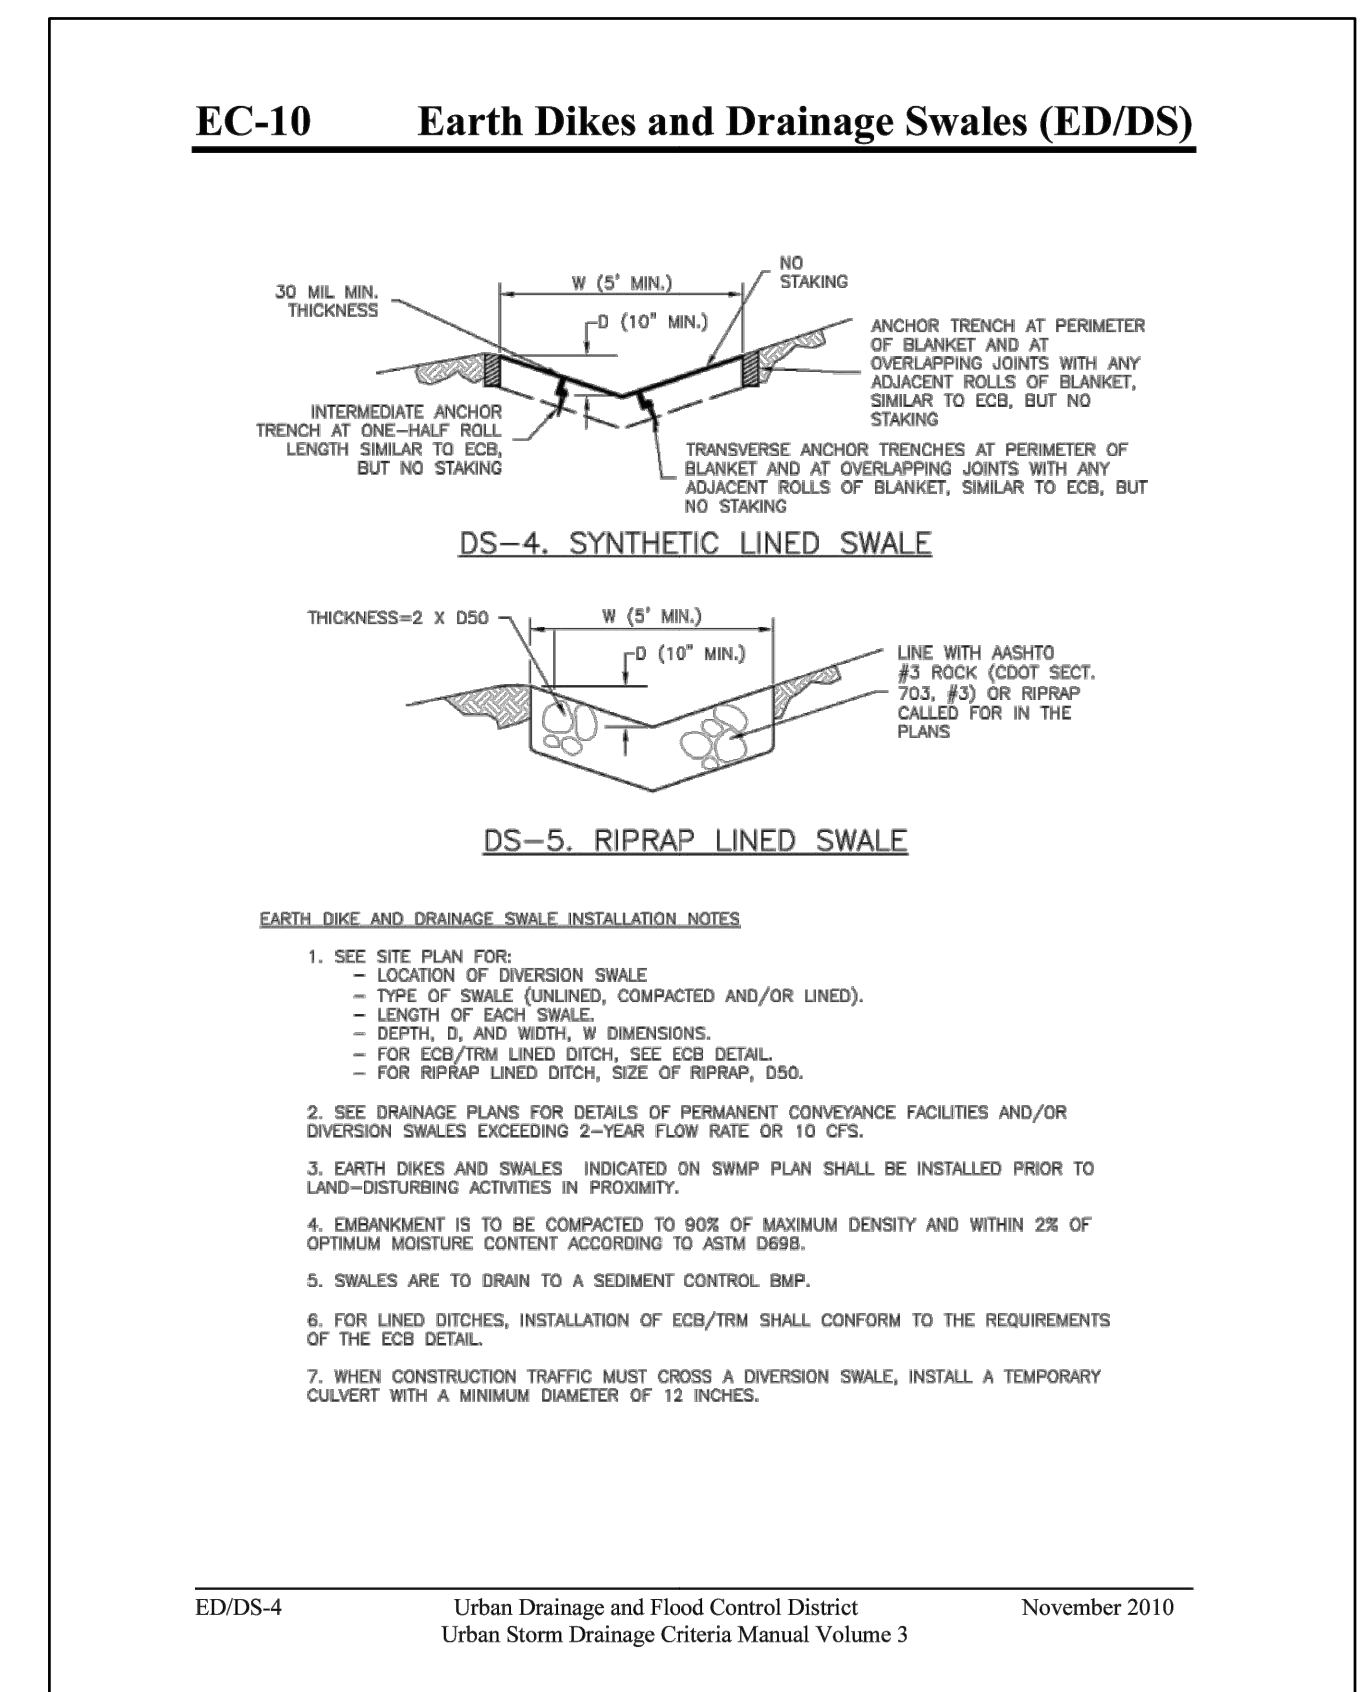 EC-10 Earth Dikes and Drainage Swales (ED/DS)
30 MIL MIN.
THICKNESS
W (5' MIN.)
D (10" MIN.)
NO
STAKING
ANCHOR TRENCH AT PERIMETER
OF BLANKET AND AT
OVERLAPPING JOINTS WITH ANY
ADJACENT ROLLS OF BLANKET,
SIMILAR TO ECB, BUT NO
STAKING
INTERMEDIATE ANCHOR
TRENCH AT ONE-HALF ROLL
LENGTH SIMILAR TO ECB,
BUT NO STAKING
TRANSVERSE ANCHOR TRENCHES AT PERIMETER OF
BLANKET AND AT OVERLAPPING JOINTS WITH ANY
ADJACENT ROLLS OF BLANKET, SIMILAR TO ECB, BUT
NO STAKING
DS-4. SYNTHETIC LINED SWALE
THICKNESS=2 X D50
W (5' MIN.)
D (10" MIN.)
LINE WITH AASHTO
#3 ROCK (CDOT SECT.
703, #3) OR RIPRAP
CALLED FOR IN THE
PLANS
DS-5. RIPRAP LINED SWALE
EARTH DIKE AND DRAINAGE SWALE INSTALLATION NOTES
1. SEE SITE PLAN FOR:
- LOCATION OF DIVERSION SWALE
- TYPE OF SWALE (UNLINED, COMPACTED AND/OR LINED).
- LENGTH OF EACH SWALE.
- DEPTH, D, AND WIDTH, W DIMENSIONS.
- FOR ECB/TRM LINED DITCH, SEE ECB DETAIL.
- FOR RIPRAP LINED DITCH, SIZE OF RIPRAP, D50.
2. SEE DRAINAGE PLANS FOR DETAILS OF PERMANENT CONVEYANCE FACILITIES AND/OR
DIVERSION SWALES EXCEEDING 2-YEAR FLOW RATE OR 10 CFS.
3. EARTH DIKES AND SWALES INDICATED ON SWMP PLAN SHALL BE INSTALLED PRIOR TO
LAND-DISTURBING ACTIVITIES IN PROXIMITY.
4. EMBANKMENT IS TO BE COMPACTED TO 90% OF MAXIMUM DENSITY AND WITHIN 2% OF
OPTIMUM MOISTURE CONTENT ACCORDING TO ASTM D698.
5. SWALES ARE TO DRAIN TO A SEDIMENT CONTROL BMP.
6. FOR LINED DITCHES, INSTALLATION OF ECB/TRM SHALL CONFORM TO THE REQUIREMENTS
OF THE ECB DETAIL.
7. WHEN CONSTRUCTION TRAFFIC MUST CROSS A DIVERSION SWALE, INSTALL A TEMPORARY
CULVERT WITH A MINIMUM DIAMETER OF 12 INCHES.
ED/DS-4 Urban Drainage and Flood Control District November 2010
Urban Storm Drainage Criteria Manual Volume 3